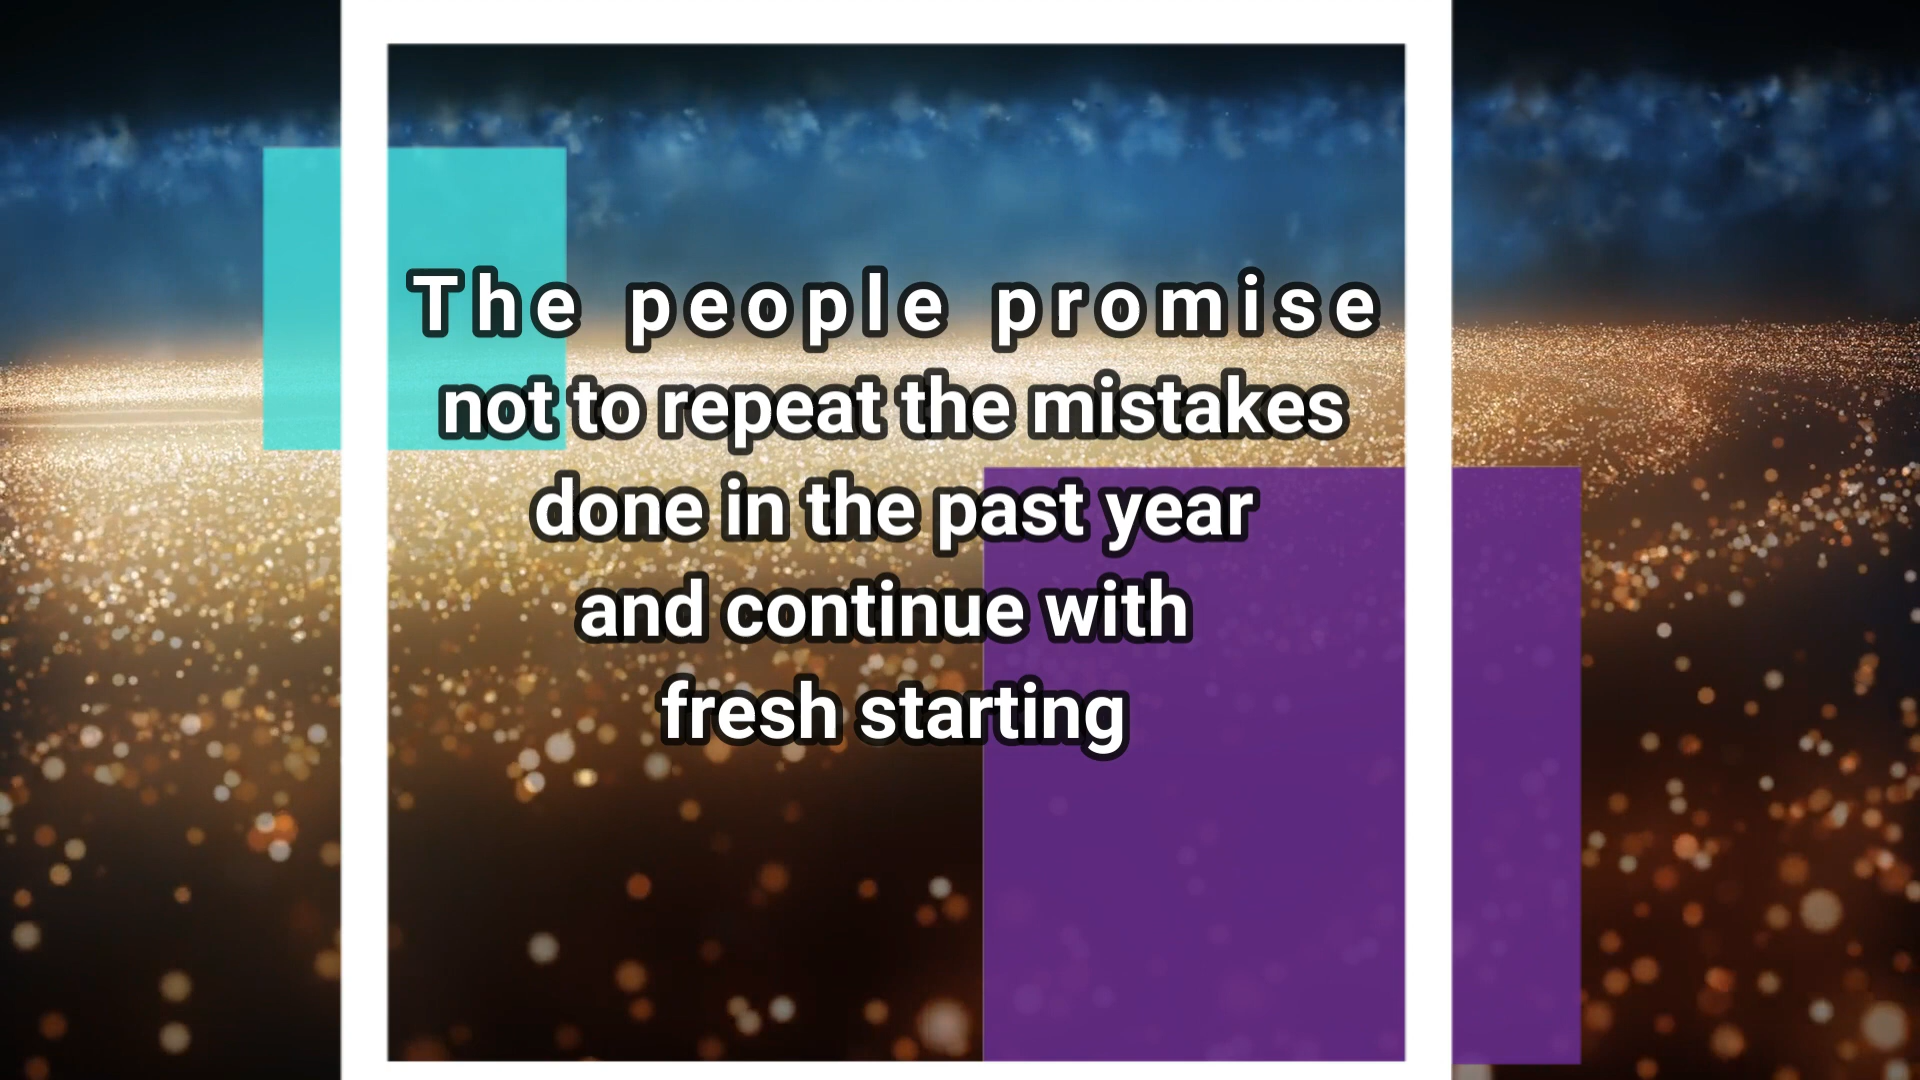 The people promise
not to repeat the mistakes
done in the past year
and continue with
fresh starting